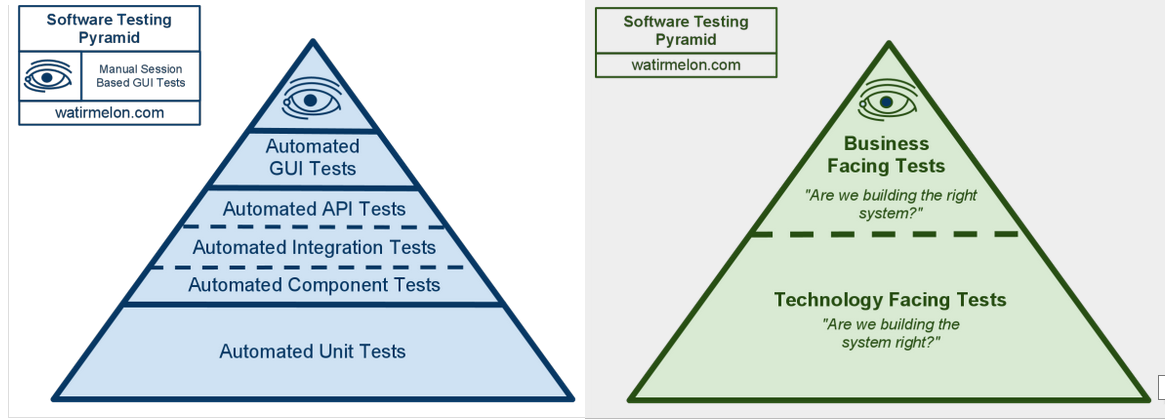 Software Testing
Pyramid
Manual Session
Based GUI Tests
watirmelon.com
Automated
GUI Tests
Automated API Tests
Automated Integration Tests
Automated Component Tests
Automated Unit Tests
Software Testing
Pyramid
watirmelon.com
Business
Facing Tests
"Are we building the right
system?"
Technology Facing Tests
"Are we building the
system right?"